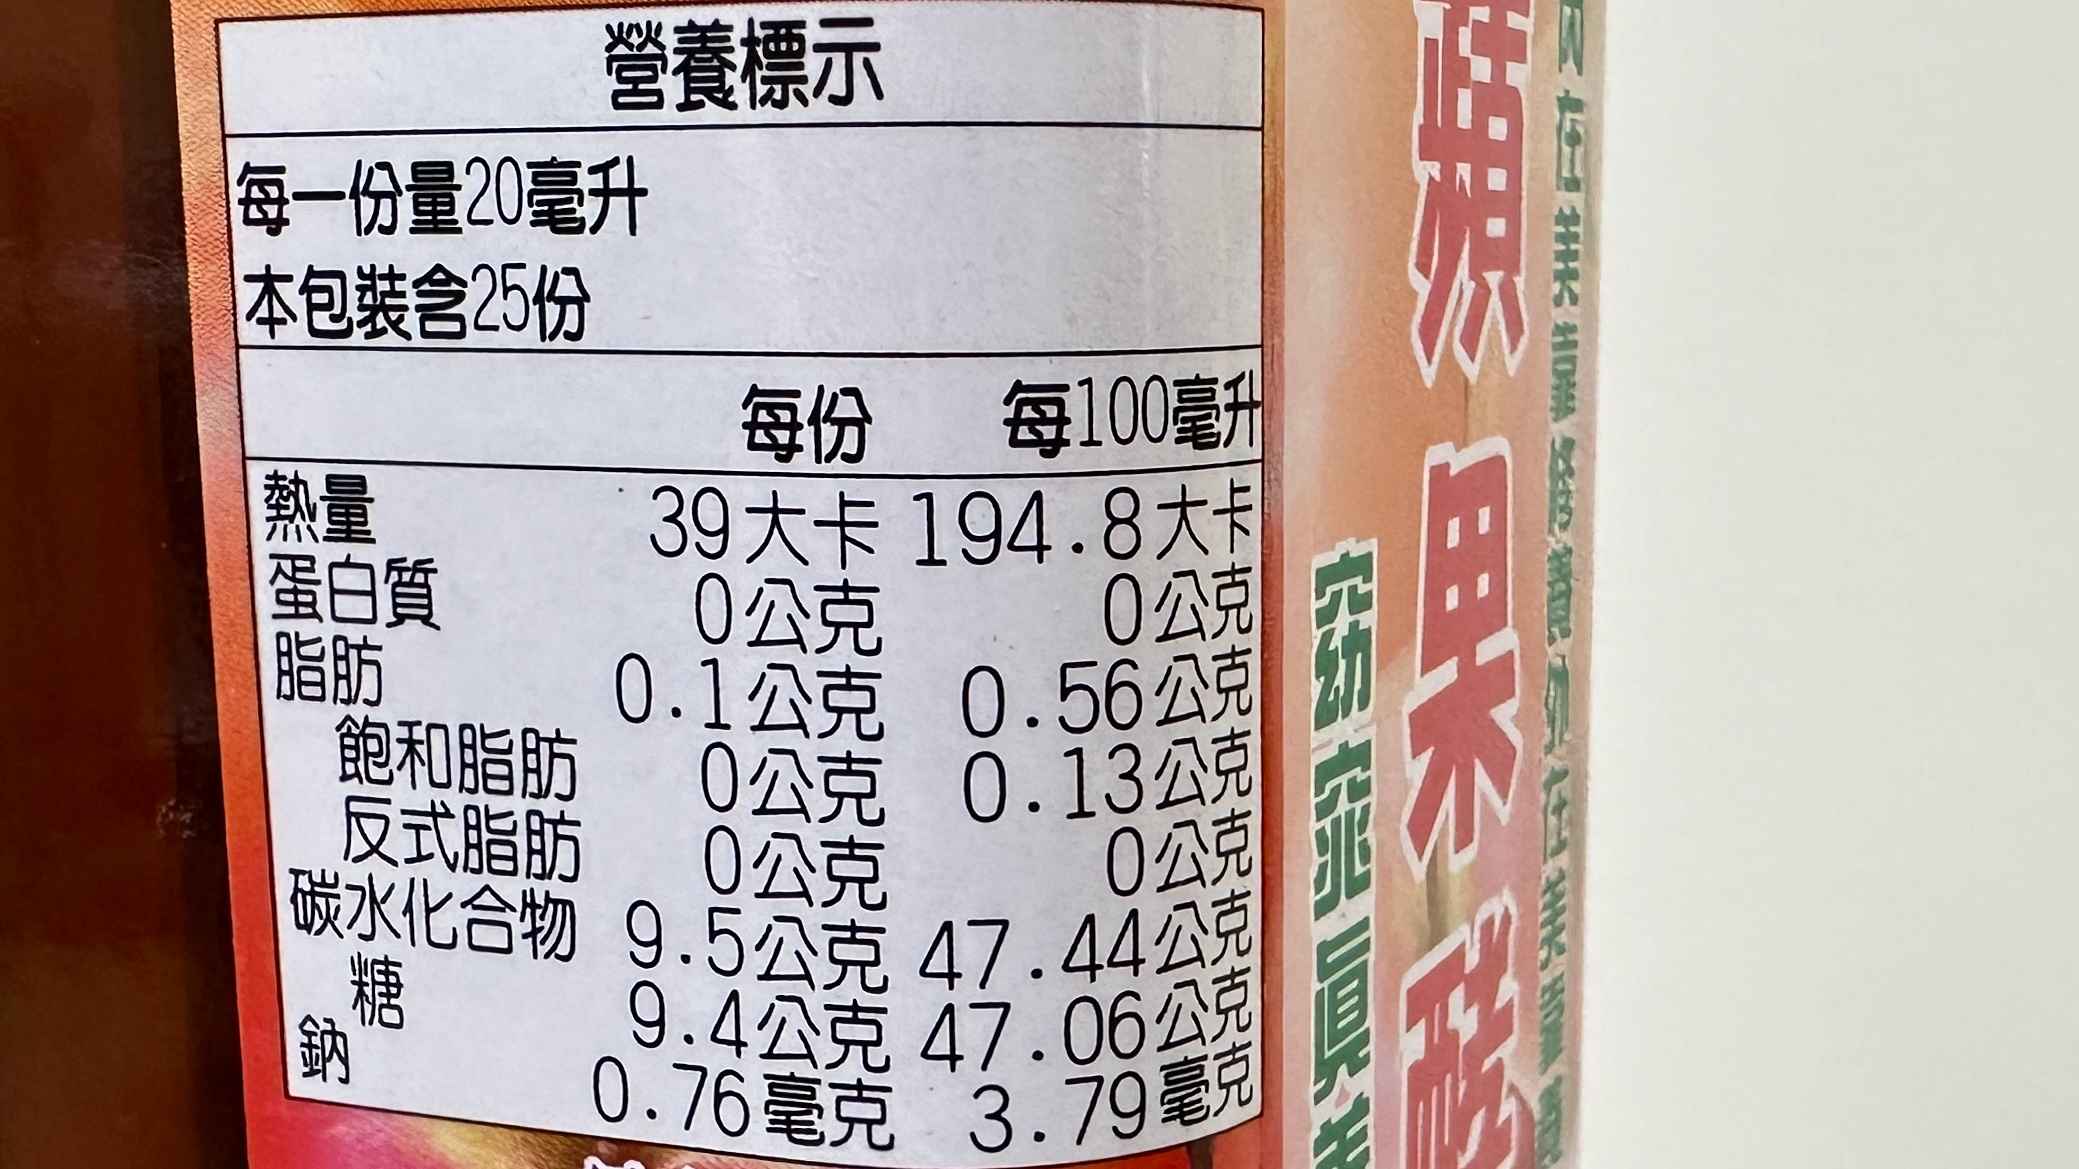 營養標示
每一份量20毫升
本包裝含25份
每份 每100毫升
熱量 39大卡 194.8大卡
蛋白質 0公克 0公克
脂肪 0.1公克 0.56公克
飽和脂肪 0公克 0.13公克
反式脂肪 0公克 0公克
碳水化合物 9.5公克 47.44公克
糖 9.4公克 47.06公克
鈉 0.76毫克 3.79毫克
蘋果醋